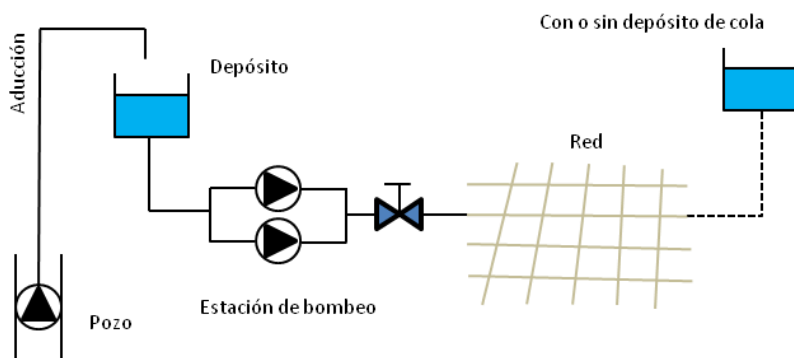 Con o sin depósito de cola
Aducción
Depósito
Red
Estación de bombeo
Pozo